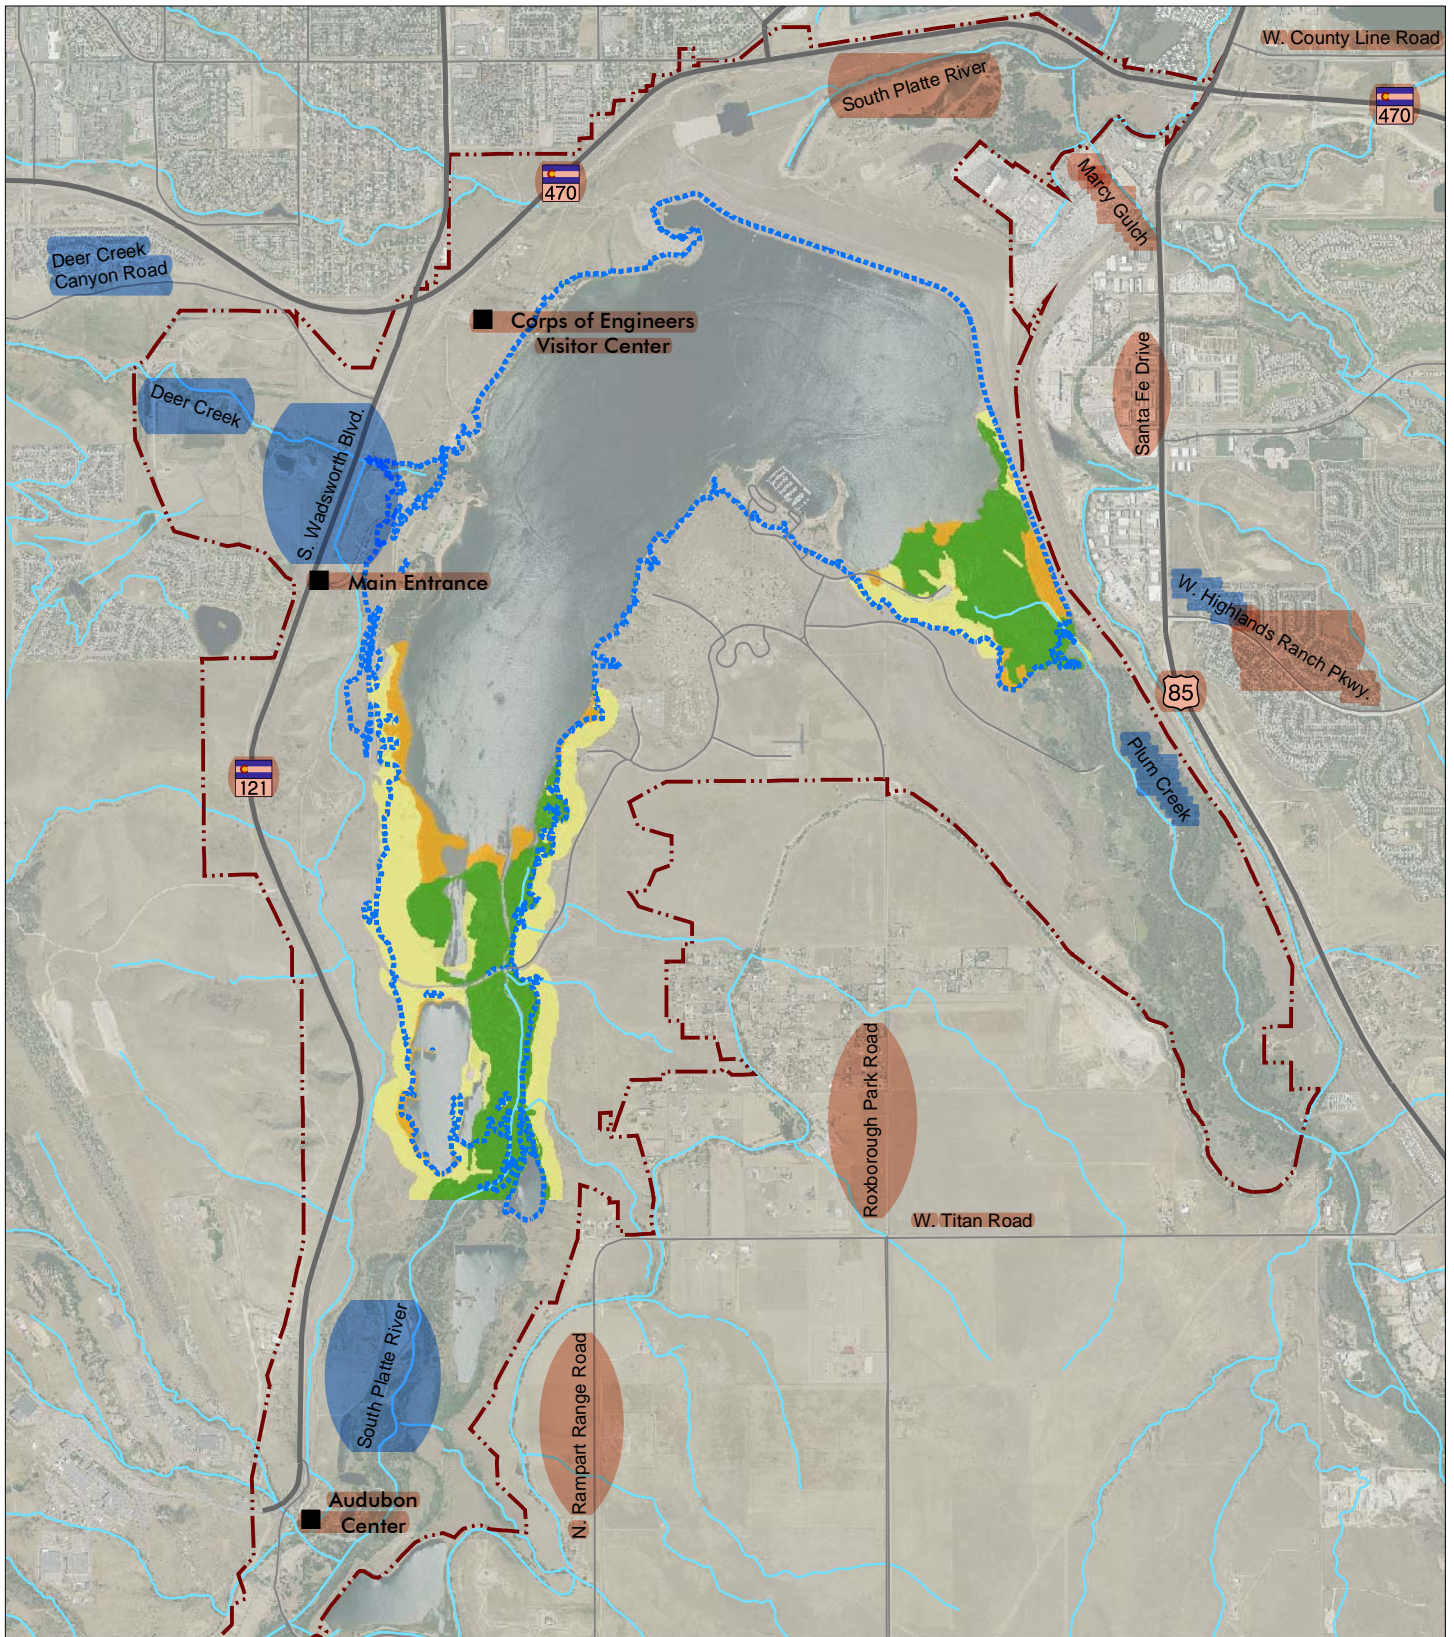 W. County Line Road
South Platte River
470
470
Marcy Gulch
Deer Creek
Canyon Road
Corps of Engineers
Visitor Center
Santa Fe Drive
Deer Creek
S. Wadsworth Blvd.
Main Entrance
W. Highlands Ranch Pkwy.
85
Plum Creek
121
Roxborough Park Road
W. Titan Road
South Platte River
N. Rampart Range Road
Audubon
Center